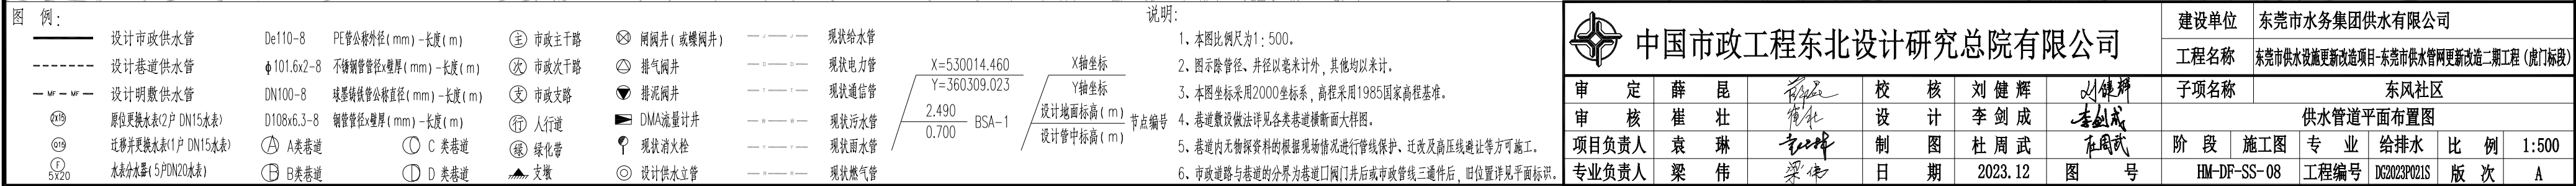 图 例:
设计市政供水管
设计巷道供水管
MF MF 设计明敷供水管
2x15 原位更换水表(2户 DN15水表)
Q15 迁移并更换水表(1户 DN15水表)
F 5X20 水表分水器(5户DN20水表)
De110-8 PE管公称外径(mm)-长度(m)
ϕ101.6x2-8 不锈钢管管径x壁厚(mm)-长度(m)
DN100-8 球墨铸铁管公称直径(mm)-长度(m)
D108x6.3-8 钢管管径x壁厚(mm)-长度(m)
A A类巷道 C C 类巷道
B B类巷道 D D 类巷道
主 市政主干路
次 市政次干路
支 市政支路
行 人行道
绿 绿化带
支墩
闸阀井(或蝶阀井)
排气阀井
排泥阀井
DMA流量计井
现状消火栓
设计供水立管
现状给水管
现状电力管
现状通信管
现状污水管
现状雨水管
现状燃气管
X=530014.460
Y=360309.023
2.490
0.700
BSA-1
X轴坐标
Y轴坐标
设计地面标高(m)
设计管中标高(m)
节点编号
说明:
1、本图比例尺为1:500。
2、图示除管径、井径以毫米计外,其他均以米计。
3、本图坐标采用2000坐标系,高程采用1985国家高程基准。
4、巷道敷设做法详见各类巷道横断面大样图。
5、巷道内无物探资料的根据现场情况进行管线保护、迁改及高压线避让等方可施工。
6、市政道路与巷道的分界为巷道口阀门井后或市政管线三通件后,旧位置详见平面标识。
中国市政工程东北设计研究总院有限公司
建设单位 东莞市水务集团供水有限公司
工程名称 东莞市供水设施更新改造项目-东莞市供水管网更新改造二期工程(虎门标段)
审 定 薛 昆 校 核 刘健辉 刘健辉 子项名称 东风社区
审 核 崔 壮 崔壮 设 计 李剑成 李剑成 供水管道平面布置图
项目负责人 袁 琳 制 图 杜周武 杜周武 阶 段 施工图 专 业 给排水 比 例 1:500
专业负责人 梁 伟 梁伟 日 期 2023.12 图 号 HM-DF-SS-08 工程编号 DG2023P021S 版 次 A